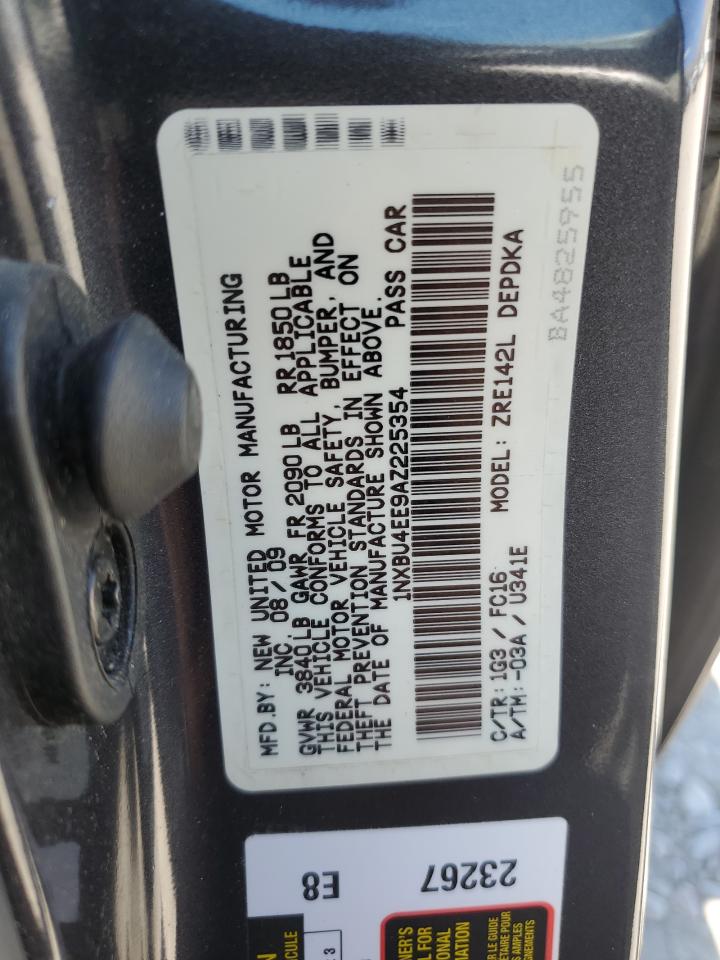 MFD.BY: NEW UNITED MOTOR MANUFACTURING
INC. 08/09
GVWR 3840LB GAWR FR 2090LB RR1850LB
THIS VEHICLE CONFORMS TO ALL APPLICABLE
FEDERAL MOTOR VEHICLE SAFETY, BUMPER, AND
THEFT PREVENTION STANDARDS IN EFFECT ON
THE DATE OF MANUFACTURE SHOWN ABOVE.
1NXBU4EE9AZ225354 PASS CAR
C/TR: 1G3 / FC16 MODEL: ZRE142L DEPDKA
A/TM: -03A / U341E
BA4825955
E8
23267